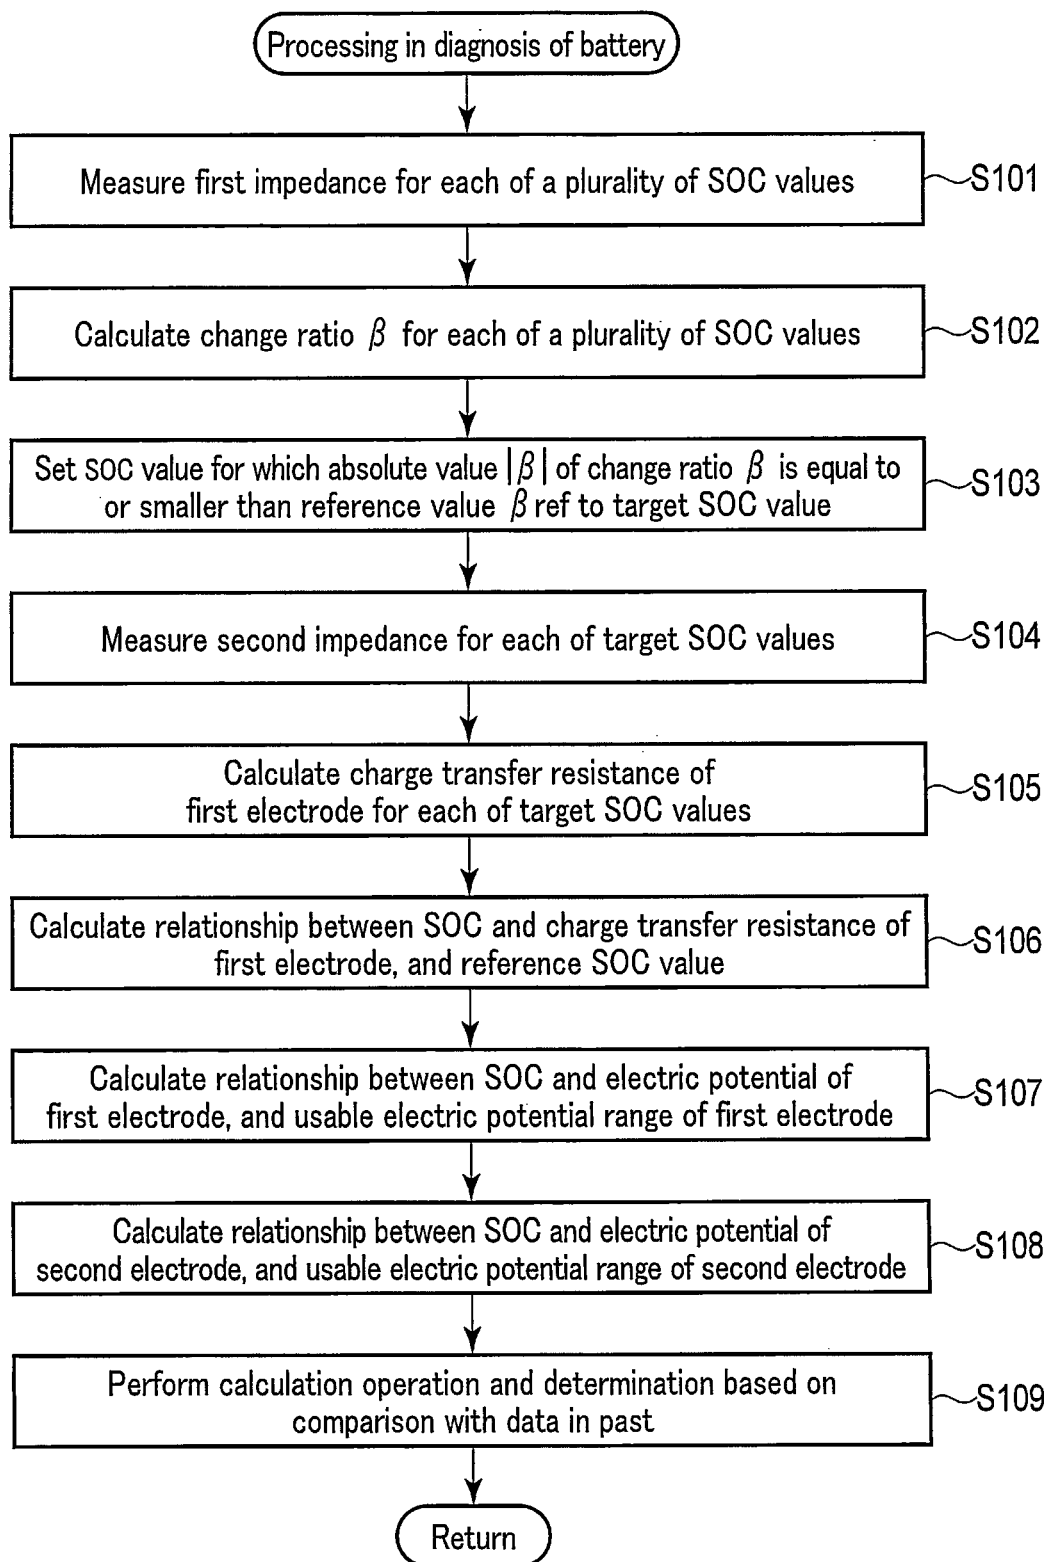 Processing in diagnosis of battery
Measure first impedance for each of a plurality of SOC values
S101
Calculate change ratio β for each of a plurality of SOC values
S102
Set SOC value for which absolute value |β| of change ratio β is equal to
or smaller than reference value β ref to target SOC value
S103
Measure second impedance for each of target SOC values
S104
Calculate charge transfer resistance of
first electrode for each of target SOC values
S105
Calculate relationship between SOC and charge transfer resistance of
first electrode, and reference SOC value
S106
Calculate relationship between SOC and electric potential of
first electrode, and usable electric potential range of first electrode
S107
Calculate relationship between SOC and electric potential of
second electrode, and usable electric potential range of second electrode
S108
Perform calculation operation and determination based on
comparison with data in past
S109
Return